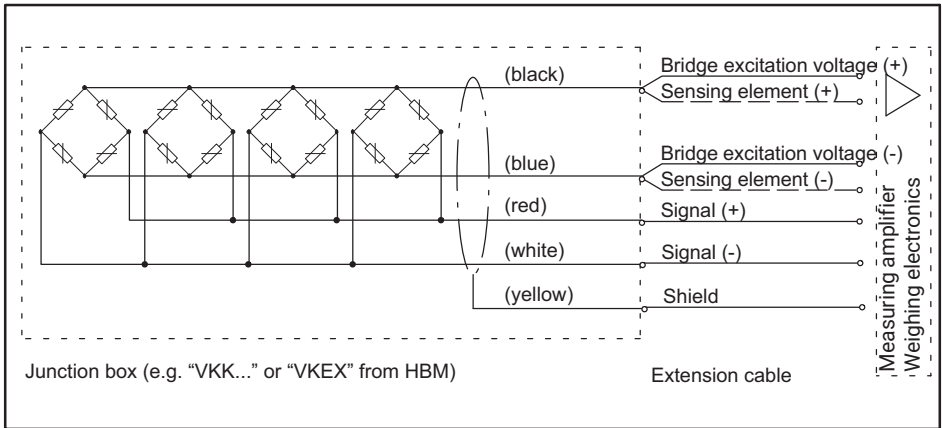 (black)
Bridge excitation voltage (+)
Sensing element (+)
(blue)
Bridge excitation voltage (-)
Sensing element (-)
(red)
Signal (+)
(white)
Signal (-)
(yellow)
Shield
Measuring amplifier
Weighing electronics
Junction box (e.g. “VKK...” or “VKEX” from HBM)
Extension cable